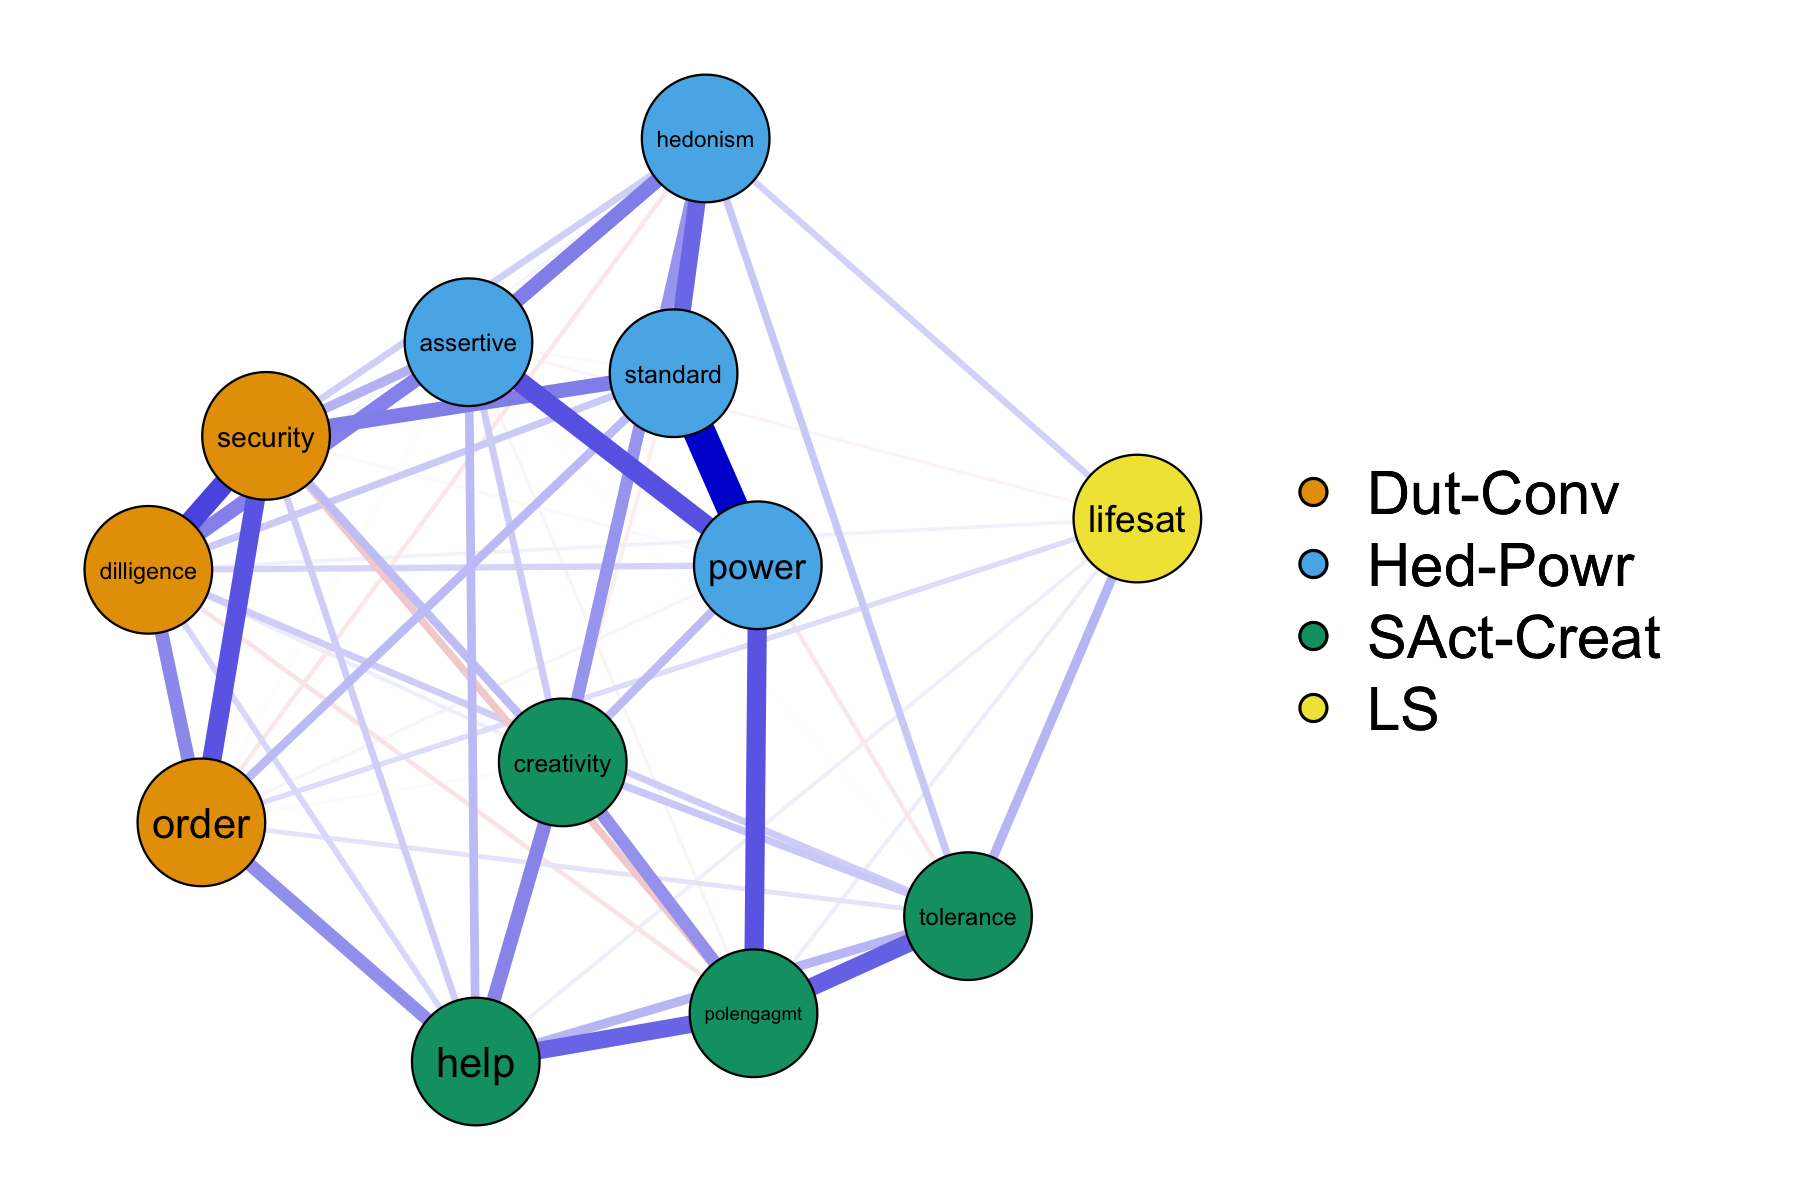 hedonism
assertive
standard
security
lifesat
dilligence
power
creativity
order
tolerance
polengagmt
help
Dut-Conv
Hed-Powr
SAct-Creat
LS